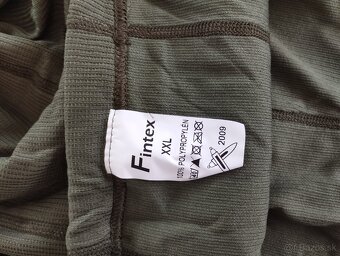 Fintex
XXL
100% POLYPROPYLEN
2009
Bazos.sk